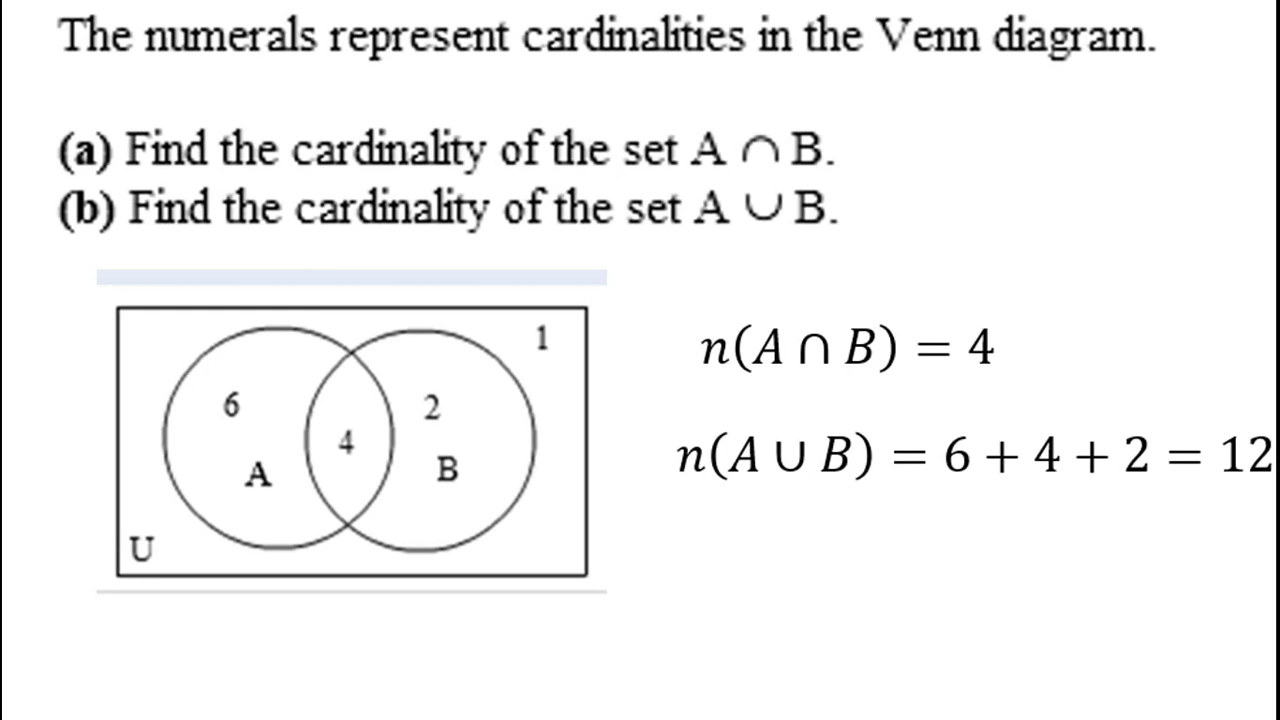 The numerals represent cardinalities in the Venn diagram.
(a) Find the cardinality of the set A ∩ B.
(b) Find the cardinality of the set A ∪ B.
1
6
2
4
A
B
U
n(A ∩ B) = 4
n(A ∪ B) = 6 + 4 + 2 = 12